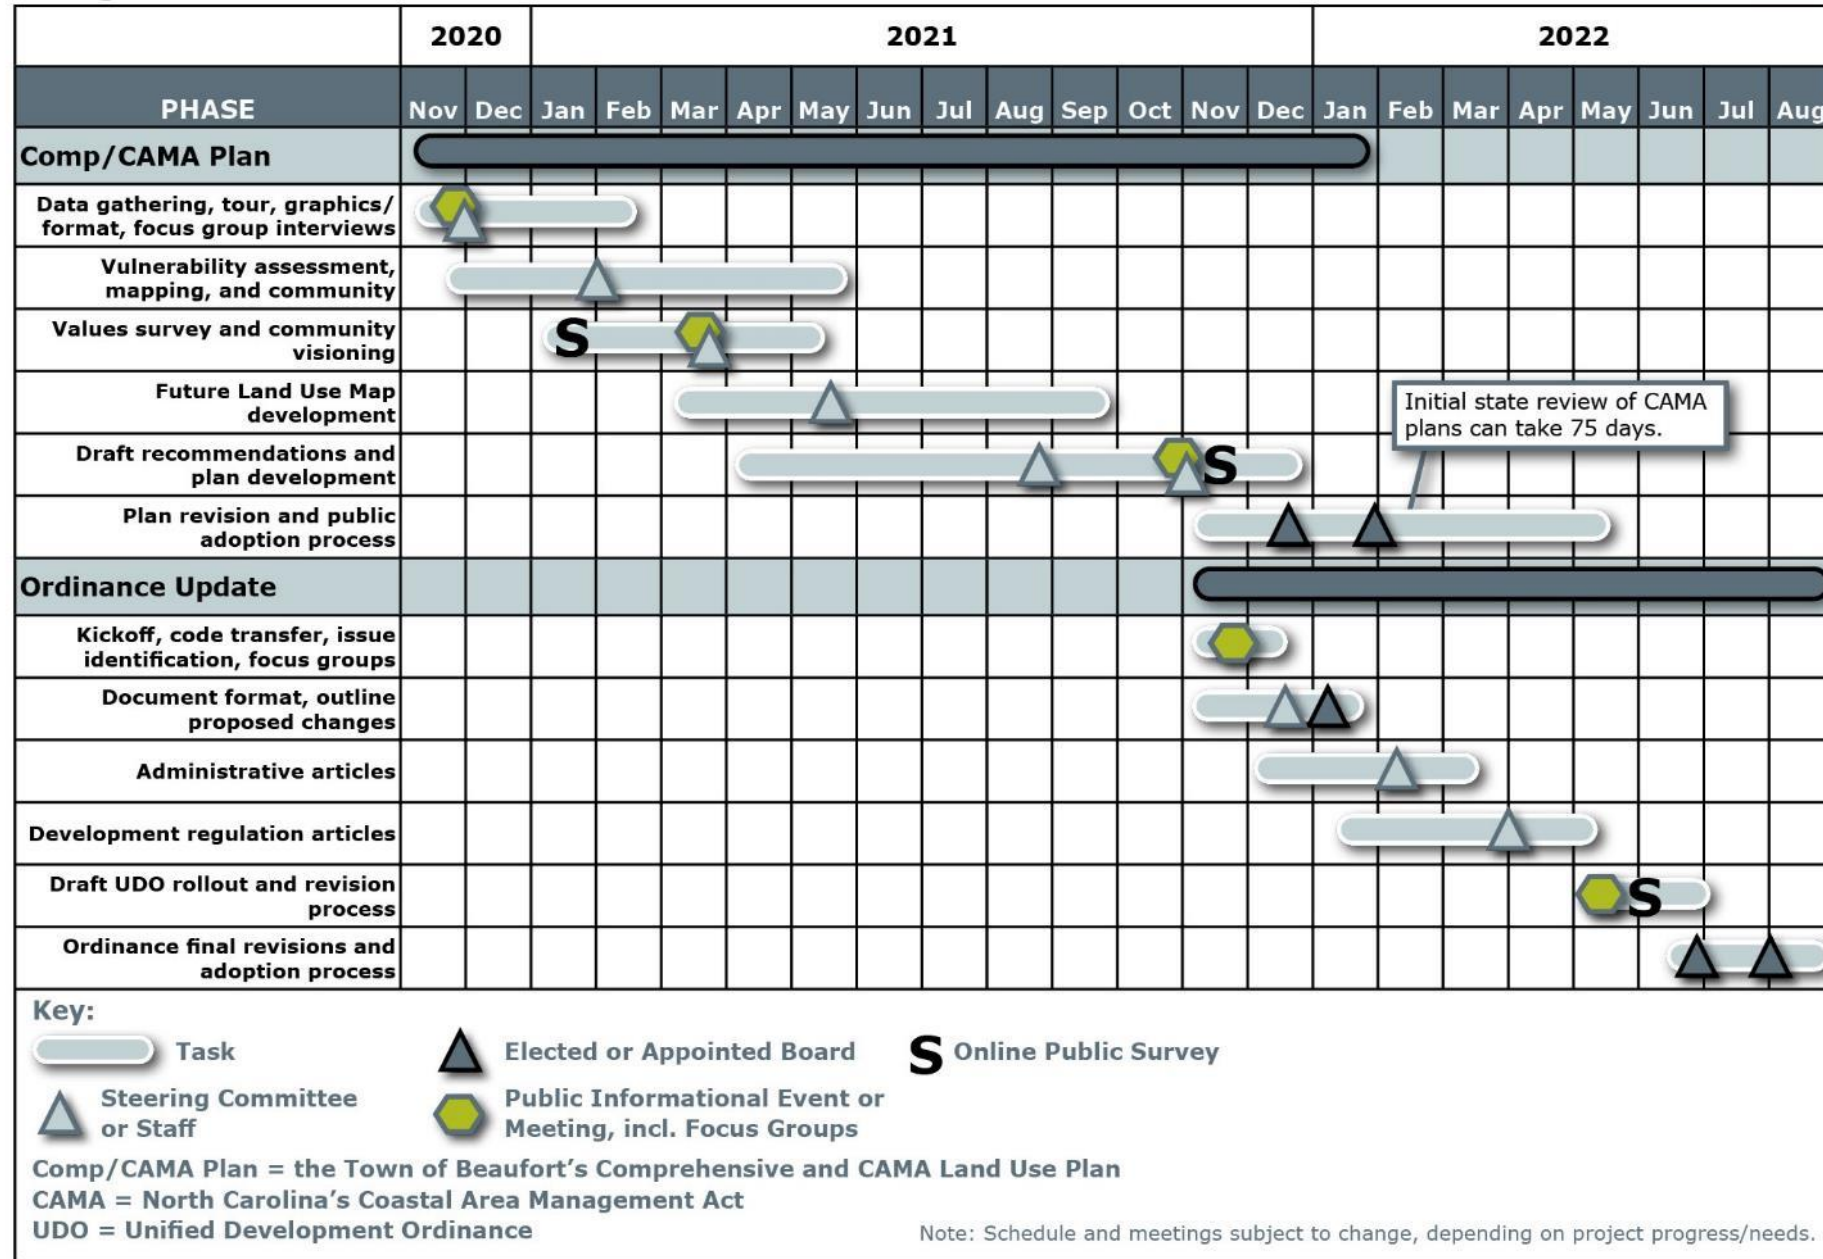 2020 2021 2022
PHASE Nov Dec Jan Feb Mar Apr May Jun Jul Aug Sep Oct Nov Dec Jan Feb Mar Apr May Jun Jul Aug
Comp/CAMA Plan
Data gathering, tour, graphics/
format, focus group interviews
Vulnerability assessment,
mapping, and community
Values survey and community
visioning
S
Future Land Use Map
development
Initial state review of CAMA
plans can take 75 days.
Draft recommendations and
plan development
S
Plan revision and public
adoption process
Ordinance Update
Kickoff, code transfer, issue
identification, focus groups
Document format, outline
proposed changes
Administrative articles
Development regulation articles
Draft UDO rollout and revision
process
S
Ordinance final revisions and
adoption process
Key:
Task
Elected or Appointed Board
S Online Public Survey
Steering Committee
or Staff
Public Informational Event or
Meeting, incl. Focus Groups
Comp/CAMA Plan = the Town of Beaufort's Comprehensive and CAMA Land Use Plan
CAMA = North Carolina's Coastal Area Management Act
UDO = Unified Development Ordinance
Note: Schedule and meetings subject to change, depending on project progress/needs.